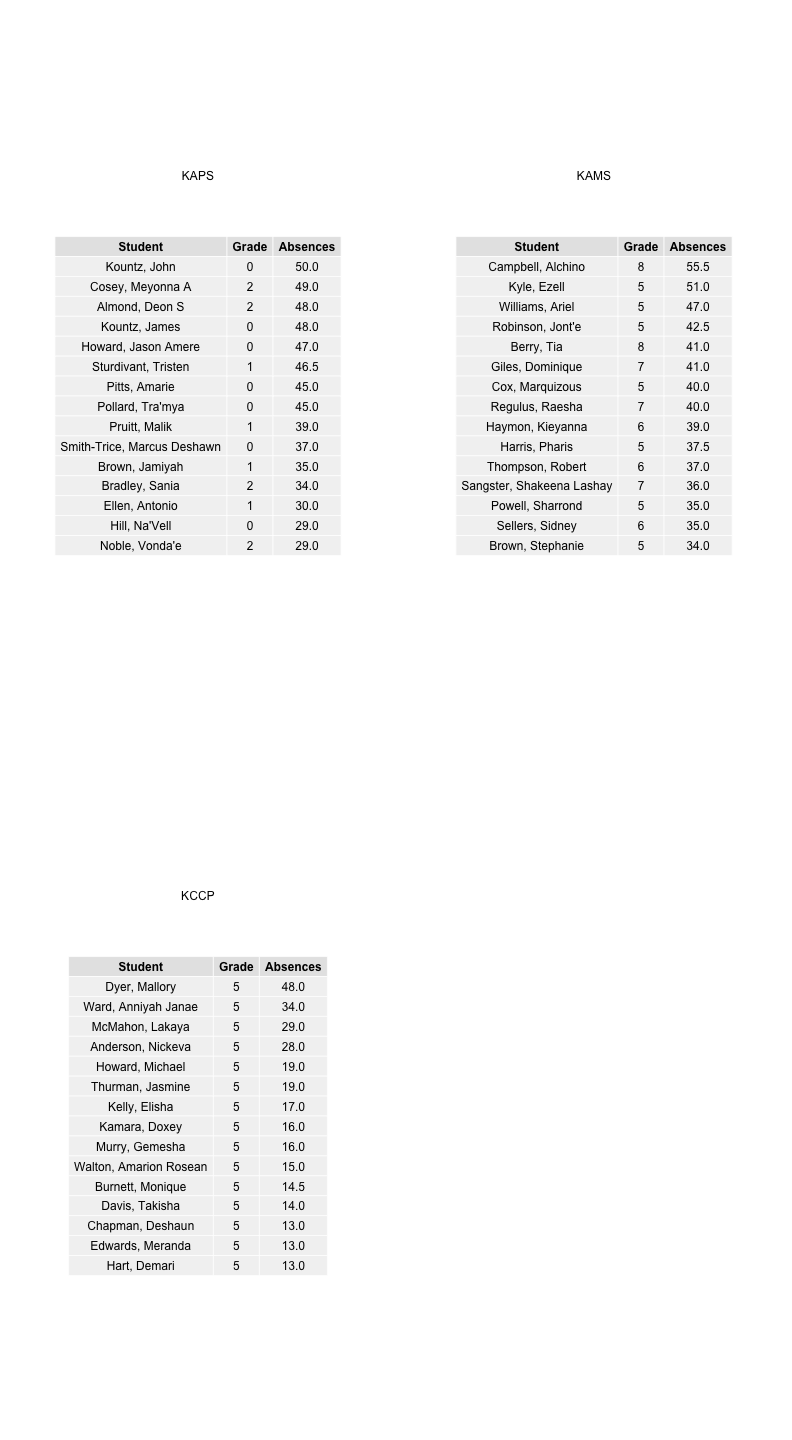 KAPS
Student Grade Absences
Kountz, John 0 50.0
Cosey, Meyonna A 2 49.0
Almond, Deon S 2 48.0
Kountz, James 0 48.0
Howard, Jason Amere 0 47.0
Sturdivant, Tristen 1 46.5
Pitts, Amarie 0 45.0
Pollard, Tra'mya 0 45.0
Pruitt, Malik 1 39.0
Smith-Trice, Marcus Deshawn 0 37.0
Brown, Jamiyah 1 35.0
Bradley, Sania 2 34.0
Ellen, Antonio 1 30.0
Hill, Na'Vell 0 29.0
Noble, Vonda'e 2 29.0
KAMS
Student Grade Absences
Campbell, Alchino 8 55.5
Kyle, Ezell 5 51.0
Williams, Ariel 5 47.0
Robinson, Jont'e 5 42.5
Berry, Tia 8 41.0
Giles, Dominique 7 41.0
Cox, Marquizous 5 40.0
Regulus, Raesha 7 40.0
Haymon, Kieyanna 6 39.0
Harris, Pharis 5 37.5
Thompson, Robert 6 37.0
Sangster, Shakeena Lashay 7 36.0
Powell, Sharrond 5 35.0
Sellers, Sidney 6 35.0
Brown, Stephanie 5 34.0
KCCP
Student Grade Absences
Dyer, Mallory 5 48.0
Ward, Anniyah Janae 5 34.0
McMahon, Lakaya 5 29.0
Anderson, Nickeva 5 28.0
Howard, Michael 5 19.0
Thurman, Jasmine 5 19.0
Kelly, Elisha 5 17.0
Kamara, Doxey 5 16.0
Murry, Gemesha 5 16.0
Walton, Amarion Rosean 5 15.0
Burnett, Monique 5 14.5
Davis, Takisha 5 14.0
Chapman, Deshaun 5 13.0
Edwards, Meranda 5 13.0
Hart, Demari 5 13.0